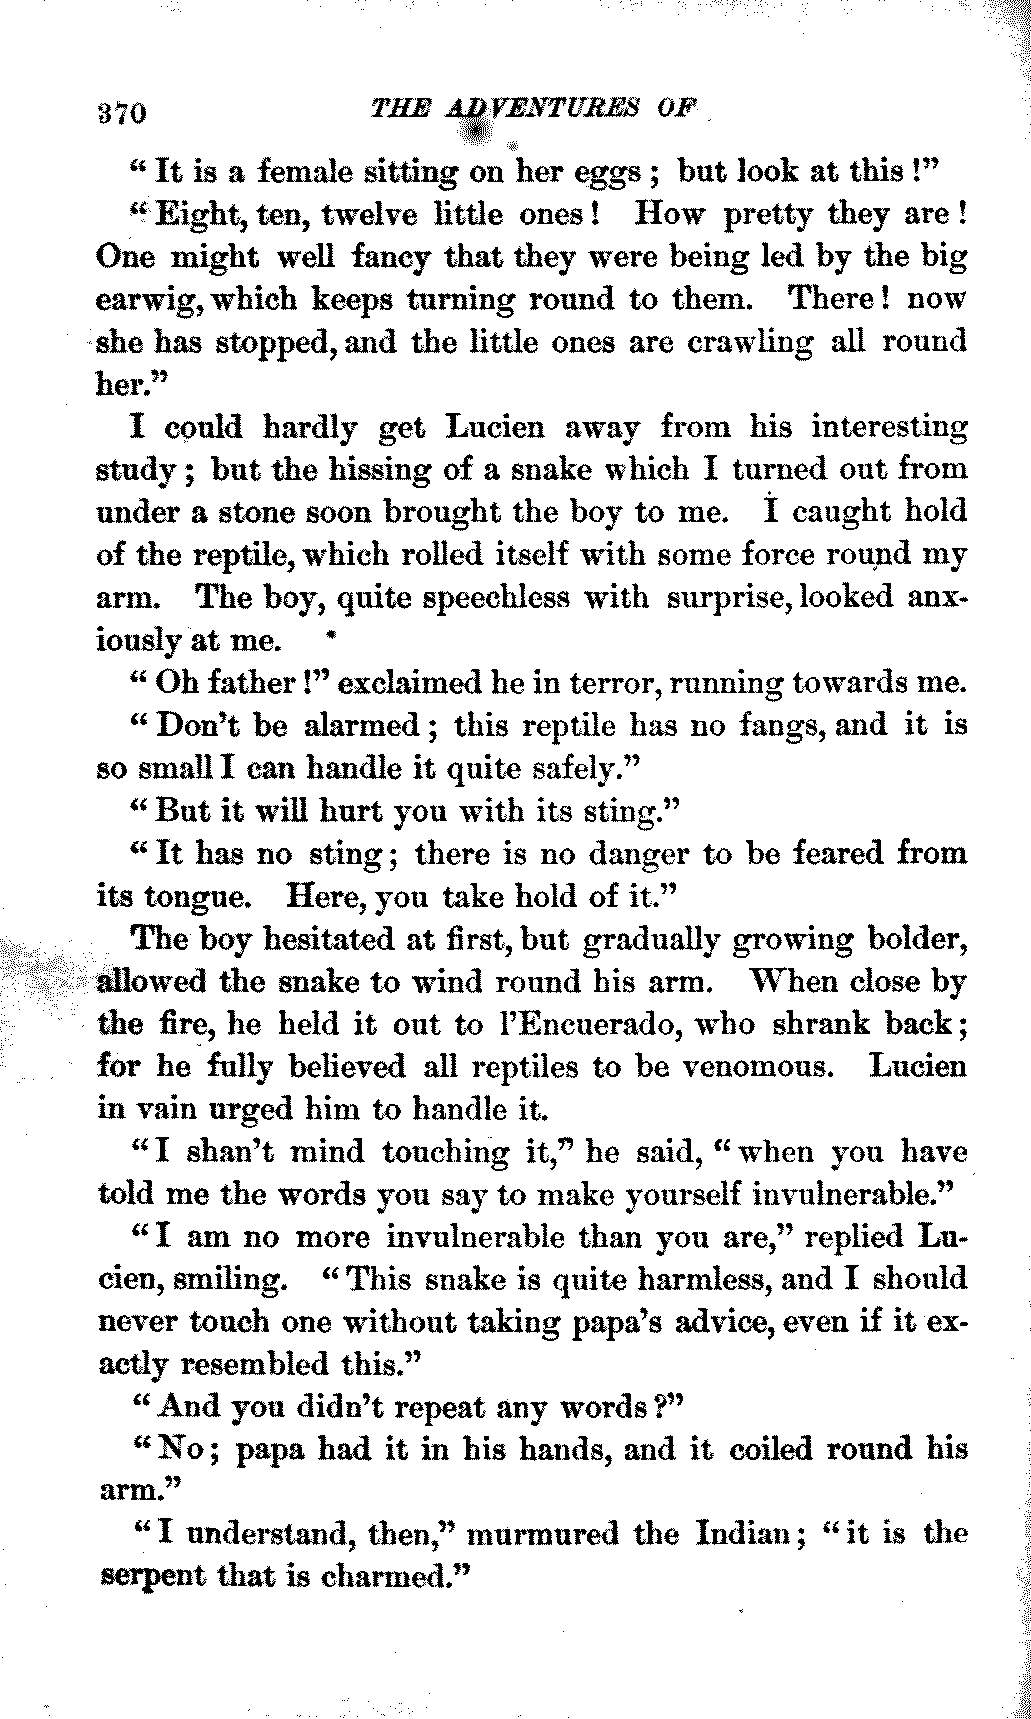 370 THE ADVENTURES OF
“ It is a female sitting on her eggs ; but look at this !”
“ Eight, ten, twelve little ones ! How pretty they are !
One might well fancy that they were being led by the big
earwig, which keeps turning round to them. There ! now
she has stopped, and the little ones are crawling all round
her.”
I could hardly get Lucien away from his interesting
study ; but the hissing of a snake which I turned out from
under a stone soon brought the boy to me. I caught hold
of the reptile, which rolled itself with some force round my
arm. The boy, quite speechless with surprise, looked anx-
iously at me.
“ Oh father !” exclaimed he in terror, running towards me.
“ Don’t be alarmed ; this reptile has no fangs, and it is
so small I can handle it quite safely.”
“ But it will hurt you with its sting.”
“ It has no sting ; there is no danger to be feared from
its tongue. Here, you take hold of it.”
The boy hesitated at first, but gradually growing bolder,
allowed the snake to wind round his arm. When close by
the fire, he held it out to l’Encuerado, who shrank back ;
for he fully believed all reptiles to be venomous. Lucien
in vain urged him to handle it.
“ I shan’t mind touching it,” he said, “ when you have
told me the words you say to make yourself invulnerable.”
“ I am no more invulnerable than you are,” replied Lu-
cien, smiling. “ This snake is quite harmless, and I should
never touch one without taking papa’s advice, even if it ex-
actly resembled this.”
“ And you didn’t repeat any words ?”
“ No ; papa had it in his hands, and it coiled round his
arm.”
“ I understand, then,” murmured the Indian ; “ it is the
serpent that is charmed.”